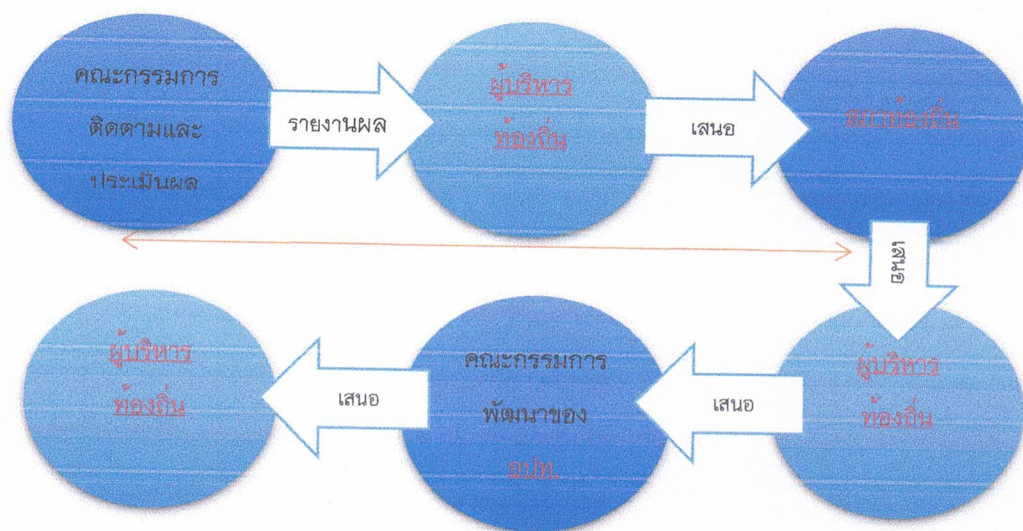 คณะกรรมการ
ติดตามและ
ประเมินผล
รายงานผล
ผู้บริหาร
ท้องถิ่น
เสนอ
สภาท้องถิ่น
เสนอ
ผู้บริหาร
ท้องถิ่น
เสนอ
คณะกรรมการ
พัฒนาของ
อปท.
เสนอ
ผู้บริหาร
ท้องถิ่น